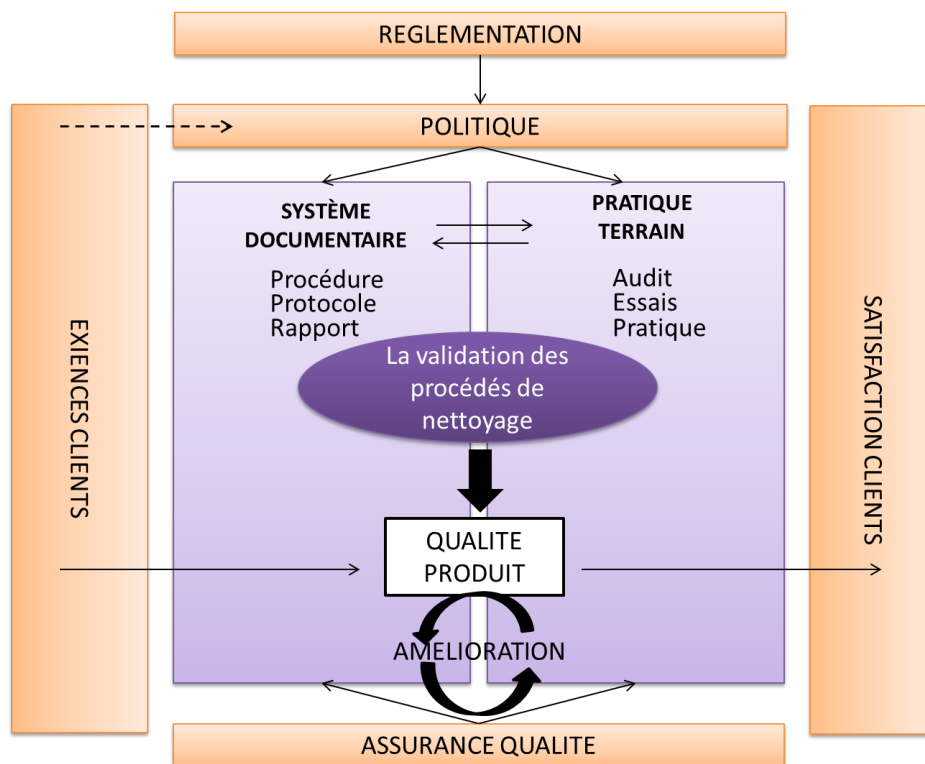 REGLEMENTATION
POLITIQUE
EXIENCES CLIENTS
SYSTÈME
DOCUMENTAIRE
Procédure
Protocole
Rapport
PRATIQUE
TERRAIN
Audit
Essais
Pratique
La validation des
procédés de
nettoyage
QUALITE
PRODUIT
AMELIORATION
SATISFACTION CLIENTS
ASSURANCE QUALITE